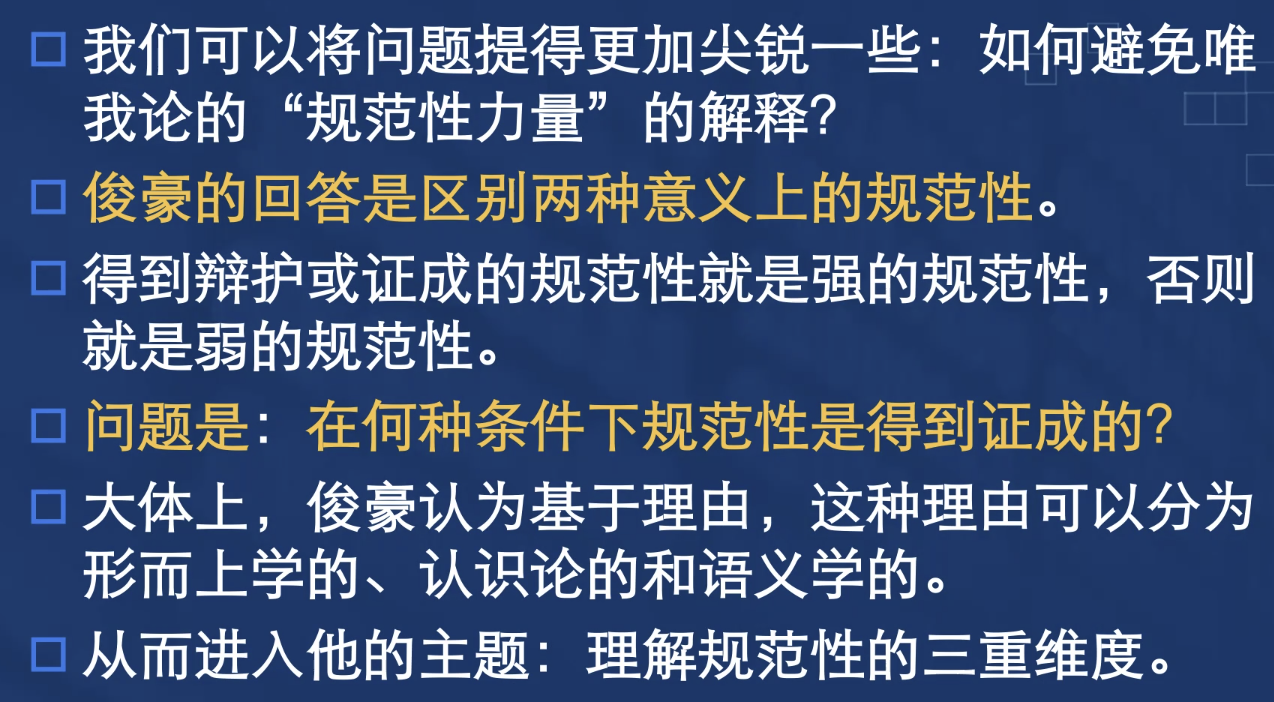 我们可以将问题提得更加尖锐一些：如何避免唯
我论的“规范性力量”的解释？
俊豪的回答是区别两种意义上的规范性。
得到辩护或证成的规范性就是强的规范性，否则
就是弱的规范性。
问题是：在何种条件下规范性是得到证成的？
大体上，俊豪认为基于理由，这种理由可以分为
形而上学的、认识论的和语义学的。
从而进入他的主题：理解规范性的三重维度。